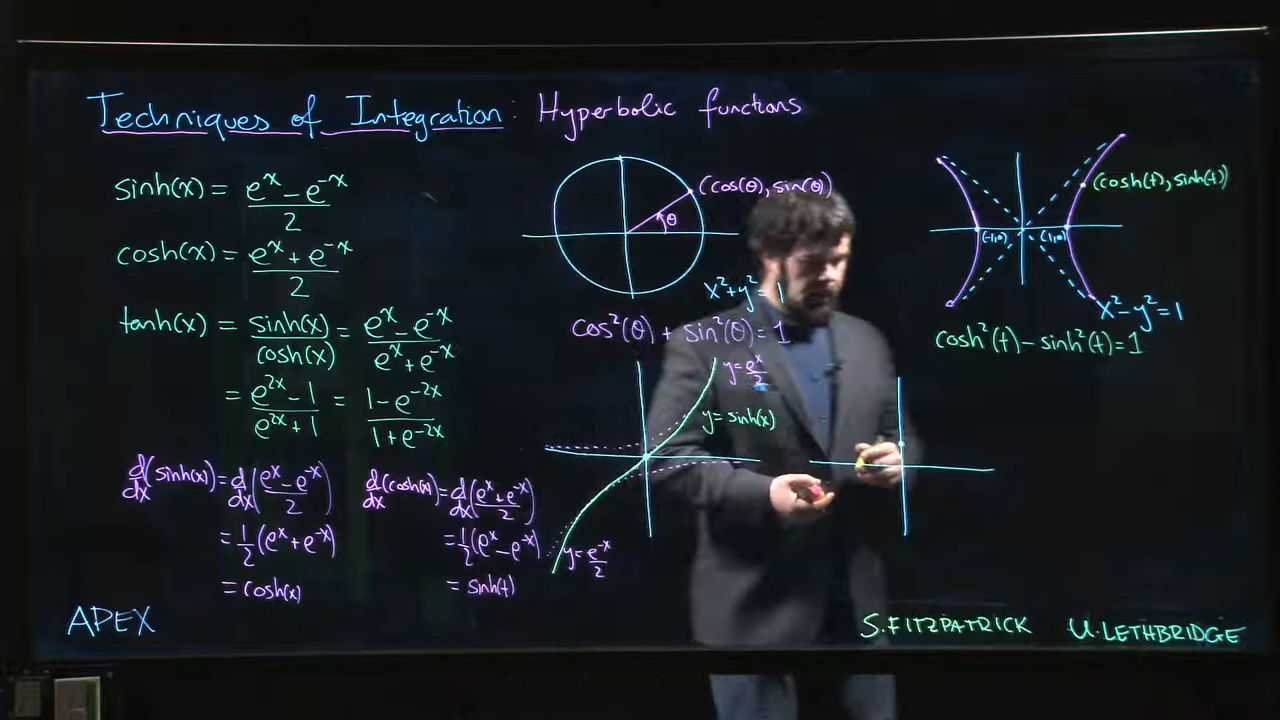 Techniques of Integration: Hyperbolic functions
sinh(x) = (e^x − e^-x)/2
cosh(x) = (e^x + e^-x)/2
tanh(x) = sinh(x)/cosh(x) = (e^x − e^-x)/(e^x + e^-x)
= (e^2x − 1)/(e^2x + 1) = (1 − e^-2x)/(1 + e^-2x)
d/dx(sinh(x)) = d/dx((e^x − e^-x)/2)
= 1/2(e^x + e^-x)
= cosh(x)
d/dx(cosh(x)) = d/dx((e^x + e^-x)/2)
= 1/2(e^x − e^-x)
= sinh(t)
(cos(θ), sin(θ))
θ
x²+y²=1
cos²(θ) + sin²(θ) = 1
y = e^x/2
y = sinh(x)
y = e^-x/2
(cosh(t), sinh(t))
(-1,0) (1,0)
x²−y²=1
cosh²(t) − sinh²(t) = 1
APEX
S. FITZPATRICK U. LETHBRIDGE